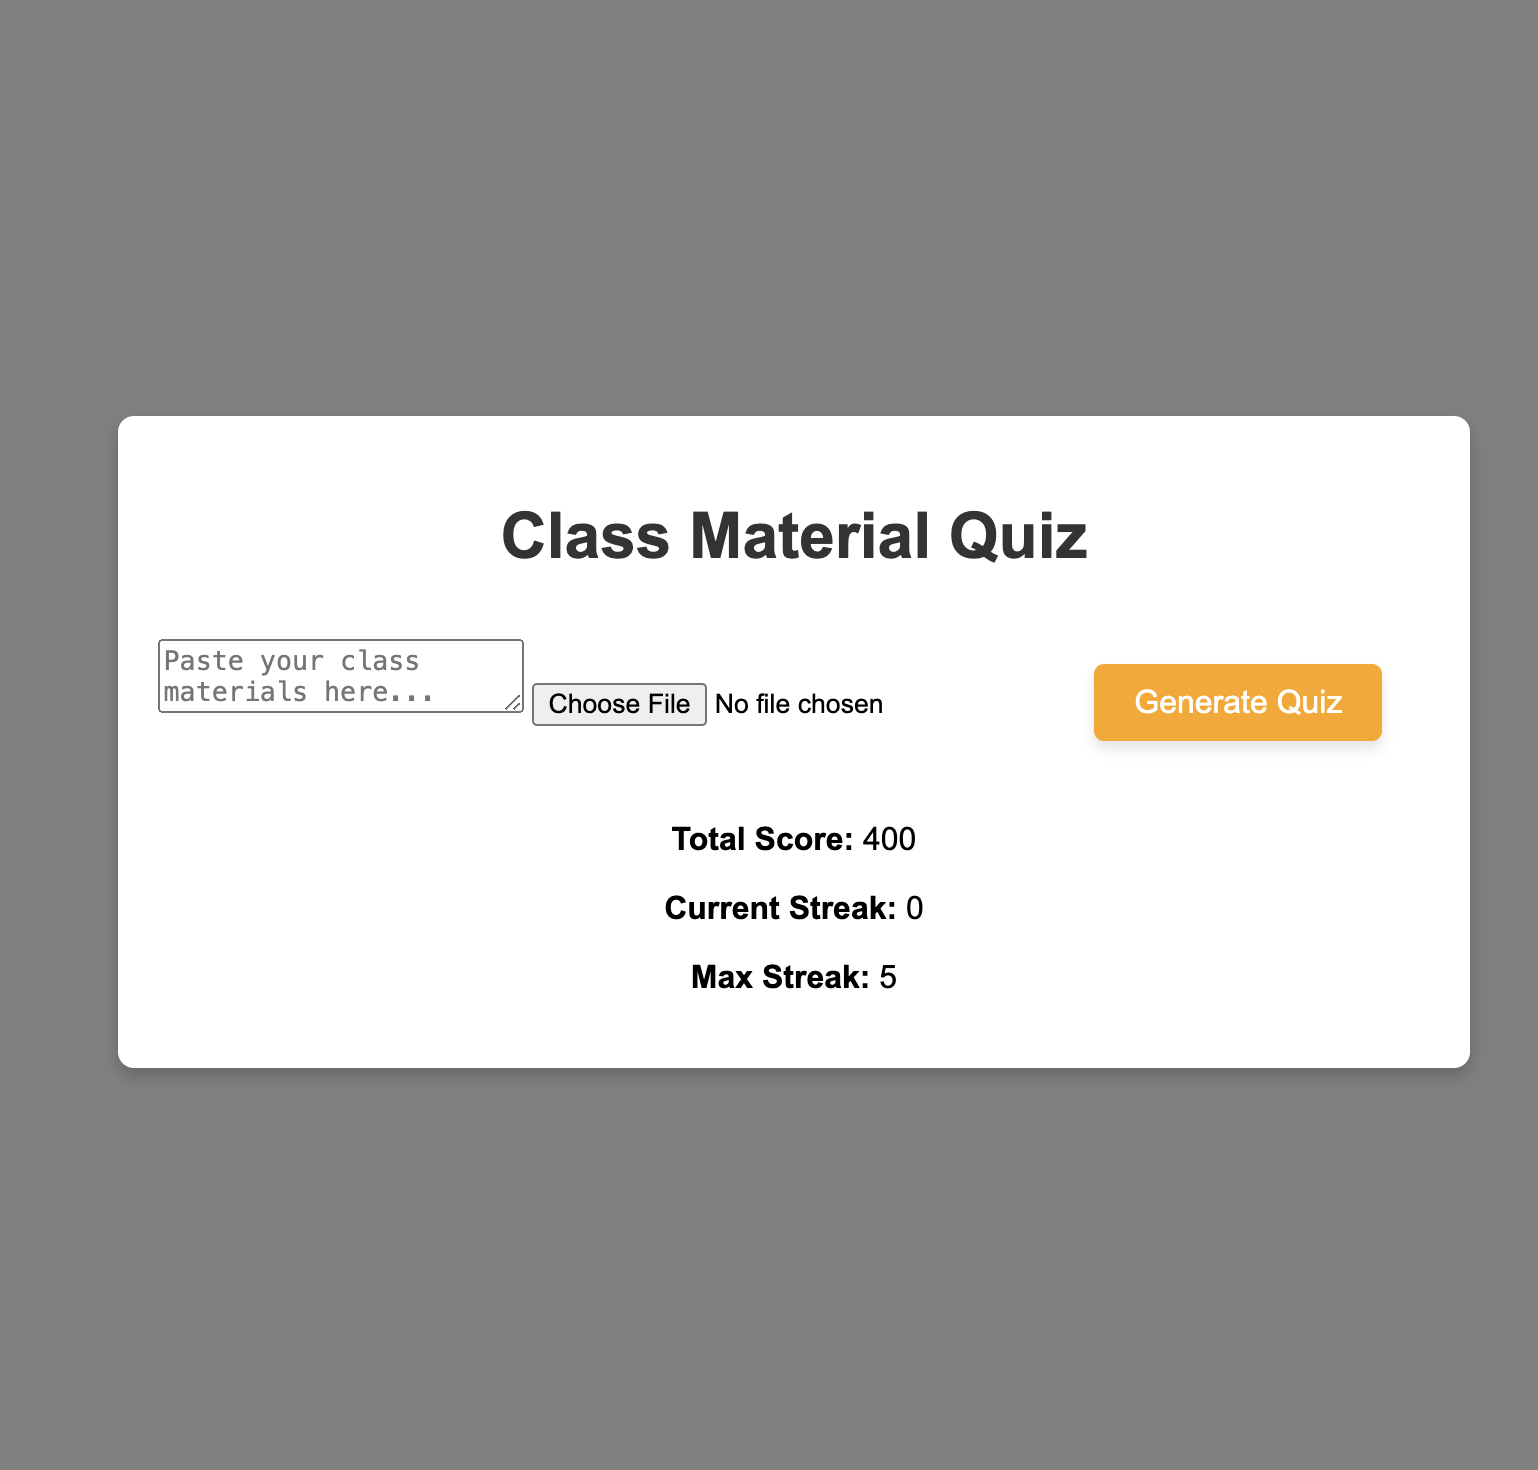 Class Material Quiz
Paste your class
materials here...
Choose File No file chosen
Generate Quiz
Total Score: 400
Current Streak: 0
Max Streak: 5